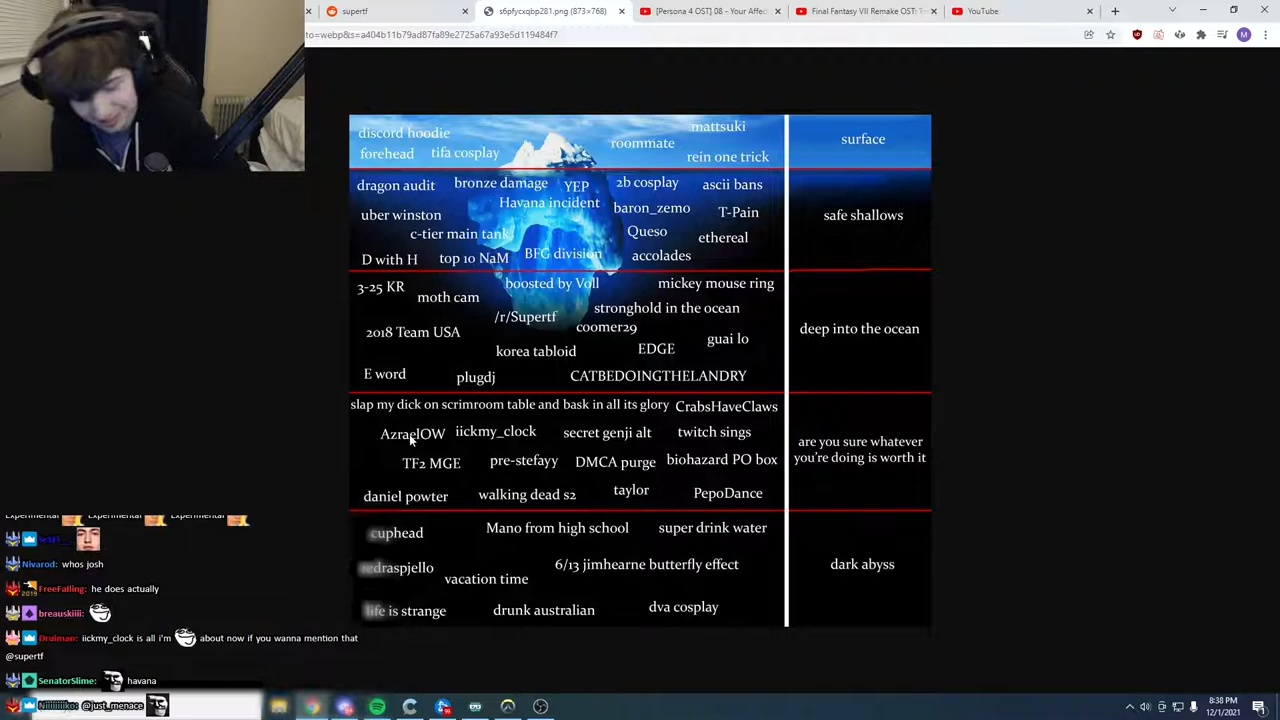 supertf
s6pfycxqbp281.png (873×768)
[Persona 4 OST] 08 - Your Affect
Final Fantasy VII Remake OST: T
YouTube
to=webp&s=a404b11b79ad87fa89e2725a67a93e5d119484f7
discord hoodie
mattsuki
surface
forehead
tifa cosplay
roommate
rein one trick
dragon audit
bronze damage
YEP
2b cosplay
ascii bans
uber winston
Havana incident
baron_zemo
T-Pain
safe shallows
c-tier main tank
Queso
ethereal
D with H
top 10 NaM
BFG division
accolades
3-25 KR
moth cam
boosted by Voll
mickey mouse ring
/r/Supertf
stronghold in the ocean
2018 Team USA
coomer29
guai lo
deep into the ocean
korea tabloid
EDGE
E word
plugdj
CATBEDOINGTHELANDRY
slap my dick on scrimroom table and bask in all its glory
CrabsHaveClaws
AzraelOW
iickmy_clock
secret genji alt
twitch sings
are you sure whatever
you're doing is worth it
TF2 MGE
pre-stefayy
DMCA purge
biohazard PO box
daniel powter
walking dead s2
taylor
PepoDance
cuphead
Mano from high school
super drink water
redraspjello
vacation time
6/13 jimhearne butterfly effect
dark abyss
life is strange
drunk australian
dva cosplay
Experimental Experimental Experimental
Nivarod: whos josh
FreeFalling: he does actually
breauskiiii:
Druiman: iickmy_clock is all i'm about now if you wanna mention that
@supertf
SenatorSlime: havana
@just_menace
8:38 PM
12/1/2021